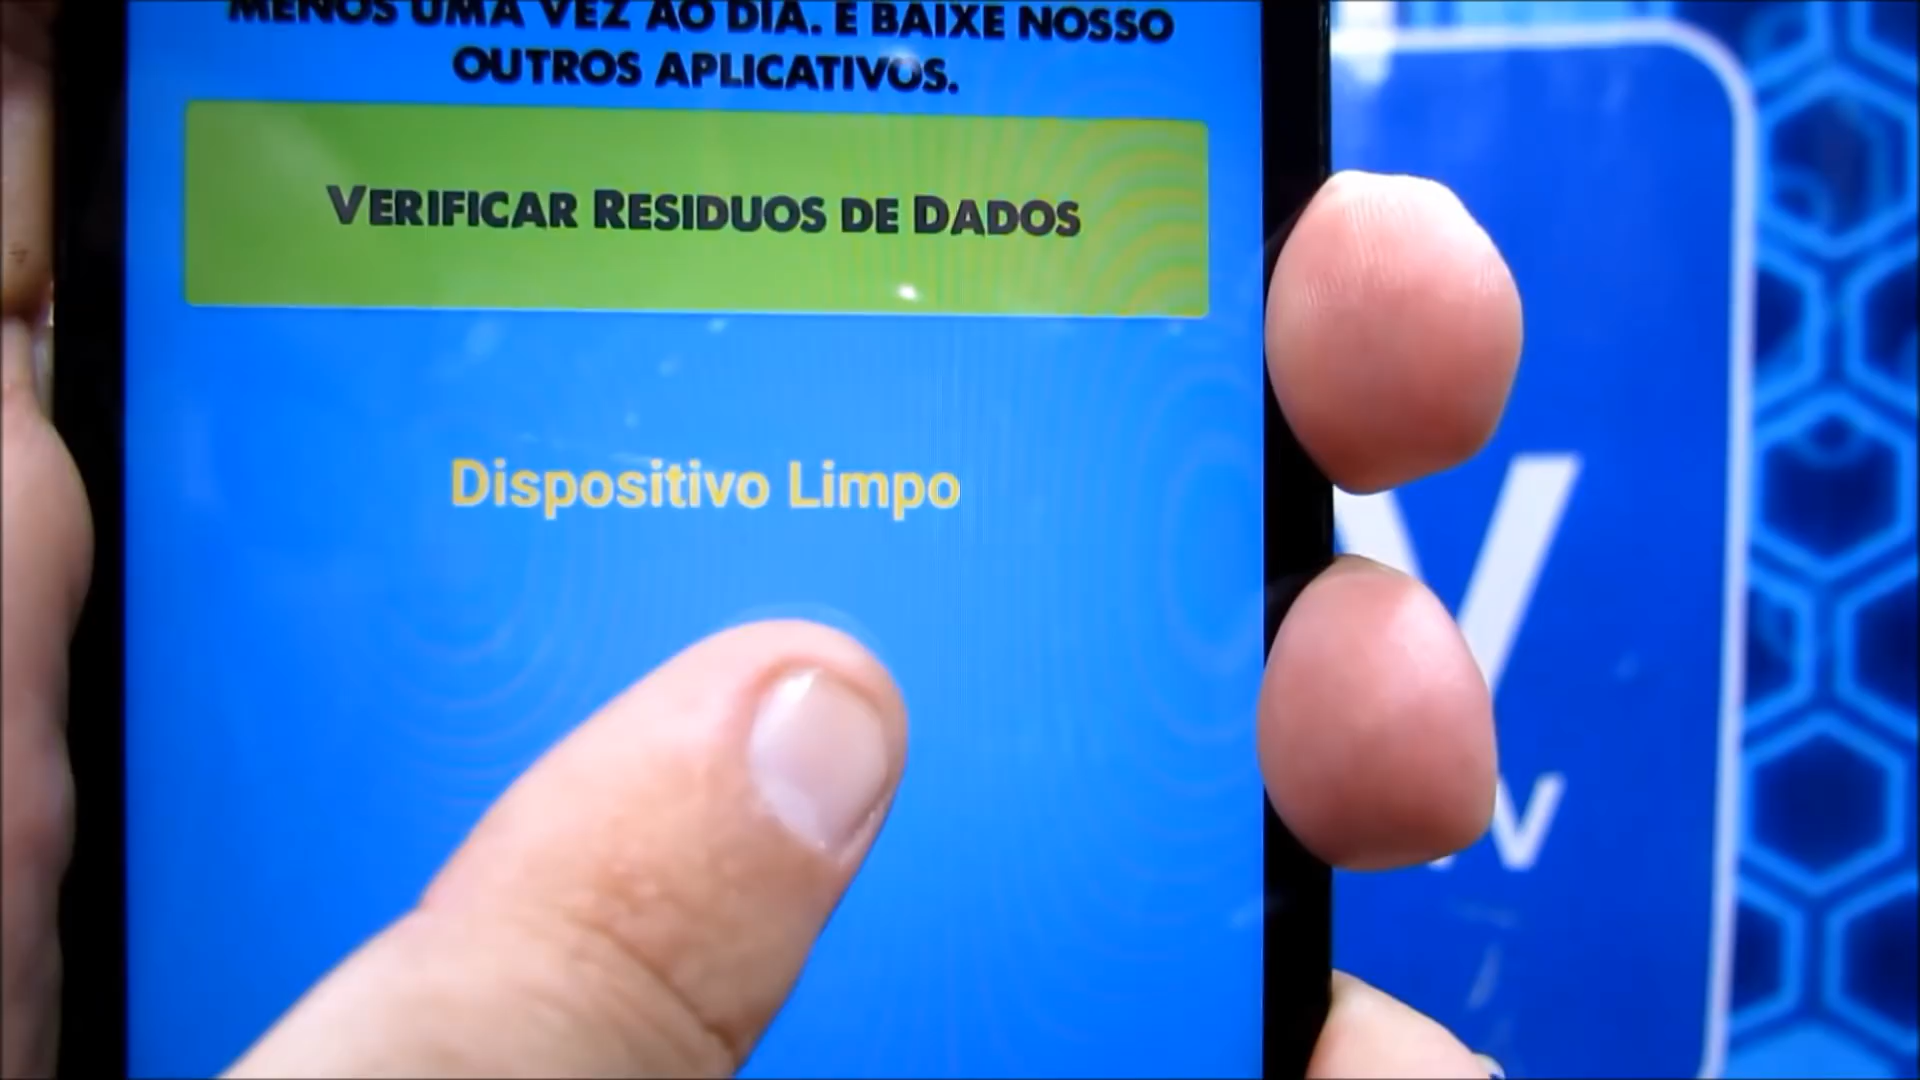 MENOS UMA VEZ AO DIA. E BAIXE NOSSO
OUTROS APLICATIVOS.
VERIFICAR RESIDUOS DE DADOS
Dispositivo Limpo
V